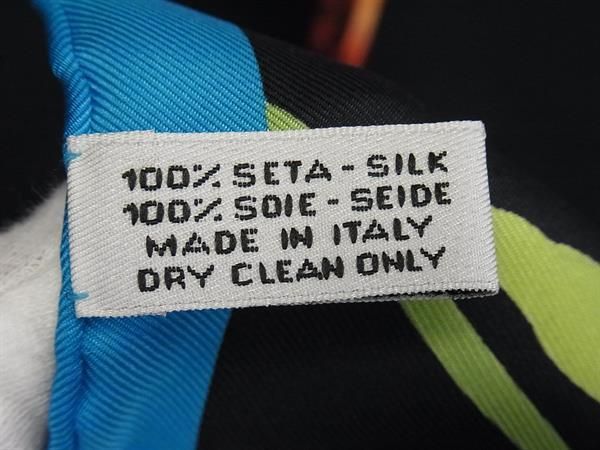 100% SETA - SILK
100% SOIE - SEIDE
MADE IN ITALY
DRY CLEAN ONLY